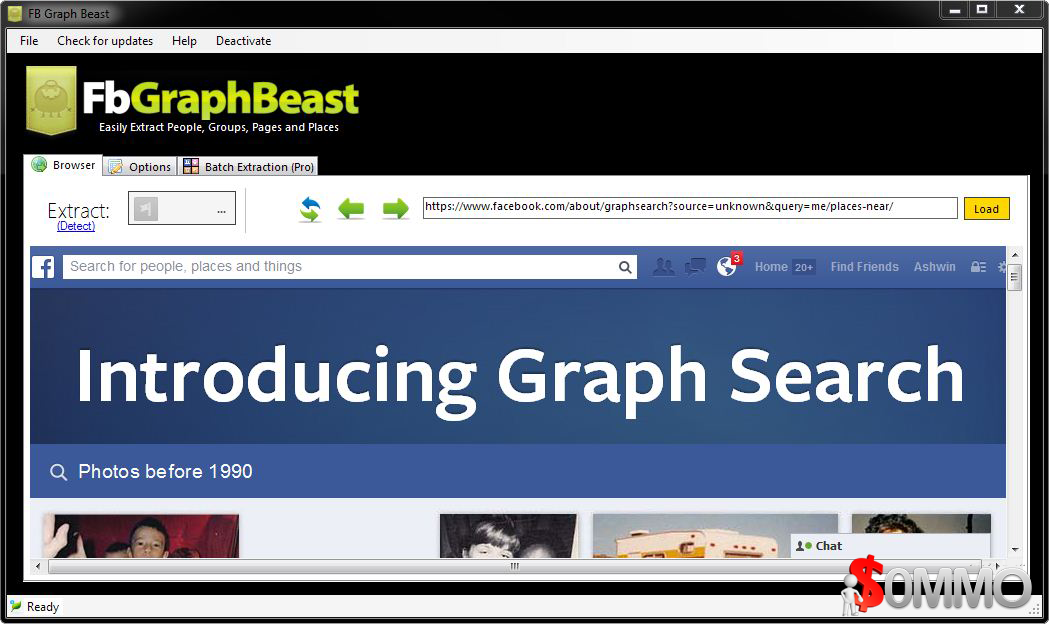 FB Graph Beast
File Check for updates Help Deactivate
FbGraphBeast
Easily Extract People, Groups, Pages and Places
Browser Options Batch Extraction (Pro)
Extract: ...
(Detect)
https://www.facebook.com/about/graphsearch?source=unknown&query=me/places-near/ Load
f Search for people, places and things 3 Home 20+ Find Friends Ashwin
Introducing Graph Search
Photos before 1990
Chat
$OMMO
Ready